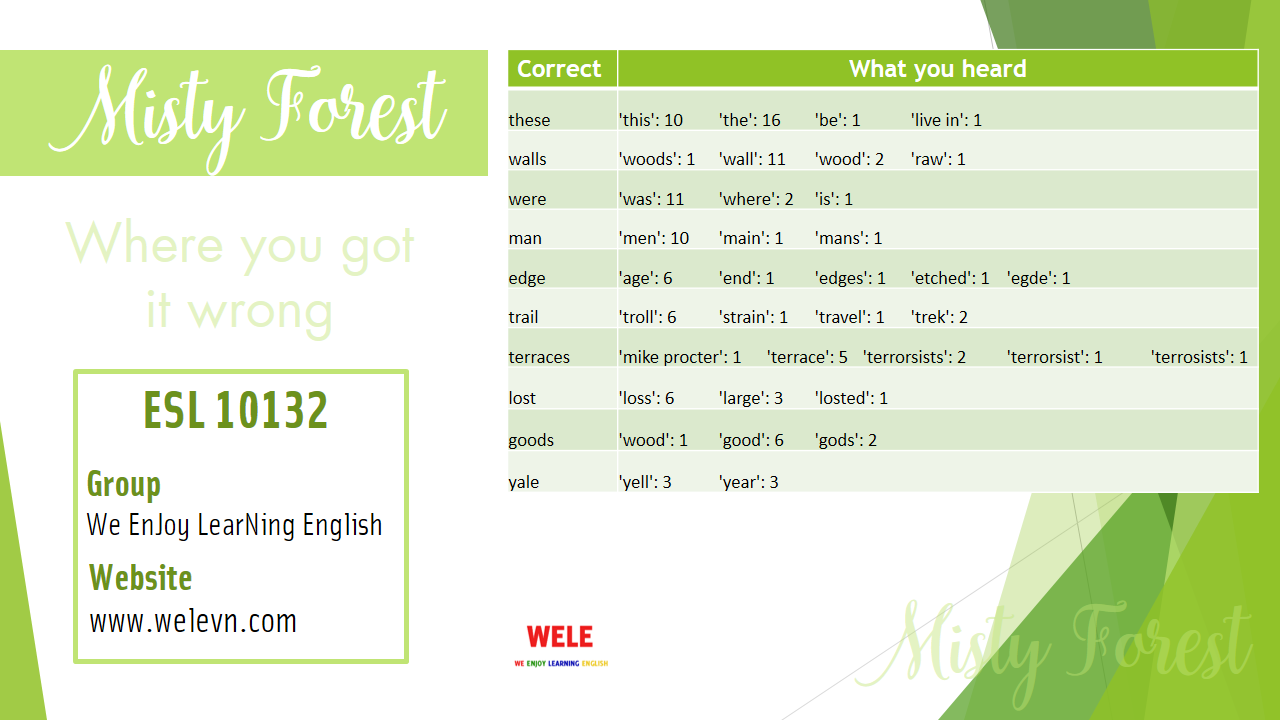 Misty Forest
Where you got
it wrong
ESL 10132
Group
We EnJoy LearNing English
Website
www.welevn.com
Correct What you heard
these 'this': 10 'the': 16 'be': 1 'live in': 1
walls 'woods': 1 'wall': 11 'wood': 2 'raw': 1
were 'was': 11 'where': 2 'is': 1
man 'men': 10 'main': 1 'mans': 1
edge 'age': 6 'end': 1 'edges': 1 'etched': 1 'egde': 1
trail 'troll': 6 'strain': 1 'travel': 1 'trek': 2
terraces 'mike procter': 1 'terrace': 5 'terrorsists': 2 'terrorsist': 1 'terrosists': 1
lost 'loss': 6 'large': 3 'losted': 1
goods 'wood': 1 'good': 6 'gods': 2
yale 'yell': 3 'year': 3
WELE
WE ENJOY LEARNING ENGLISH
Misty Forest